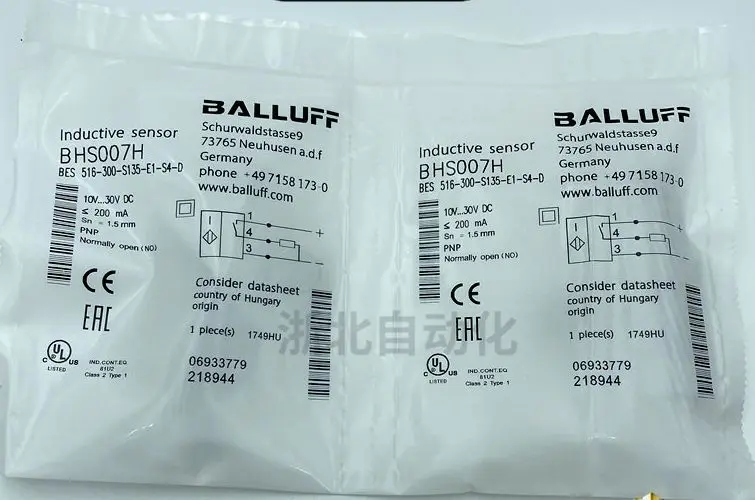 BALLUFF
Inductive sensor
BHS007H
BES 516-300-S135-E1-S4-D
Schurwaldstasse9
73765 Neuhusen a.d.f
Germany
phone +49 7158 173-0
www.balluff.com
10V...30V DC
≤ 200 mA
Sn = 1.5 mm
PNP
Normally open (NO)
1
4
3
+
-
CE
EAC
Consider datasheet
country of Hungary
origin
1 piece(s) 1749HU
C UL US
LISTED
IND.CONT.EQ
81U2
Class 2 Type 1
06933779
218944
BALLUFF
Inductive sensor
BHS007H
BES 516-300-S135-E1-S4-D
Schurwaldstasse9
73765 Neuhusen a.d.f
Germany
phone +49 7158 173-0
www.balluff.com
10V...30V DC
≤ 200 mA
Sn = 1.5 mm
PNP
Normally open (NO)
1
4
3
+
-
CE
EAC
Consider datasheet
country of Hungary
origin
1 piece(s) 1749HU
C UL US
LISTED
IND.CONT.EQ
81U2
Class 2 Type 1
06933779
218944
浙北自动化